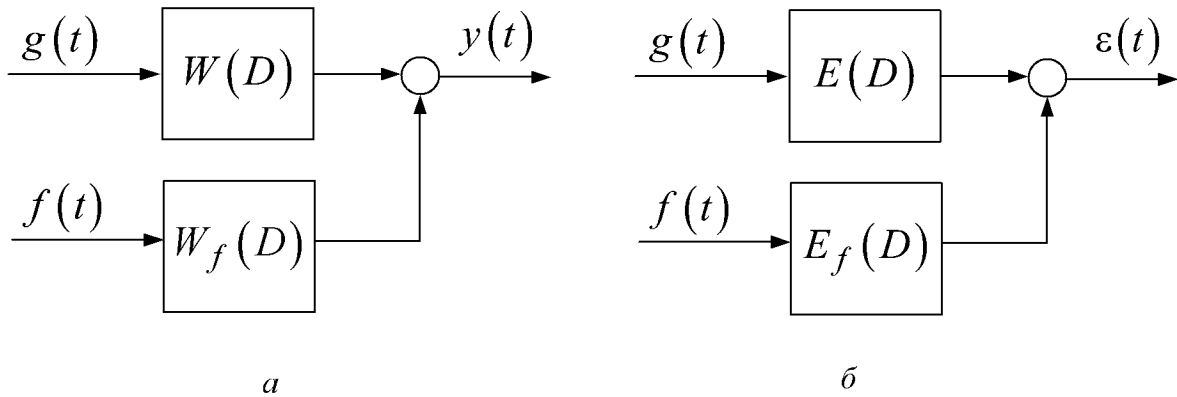 g(t)
W(D)
y(t)
f(t)
W_f(D)
а
g(t)
E(D)
ε(t)
f(t)
E_f(D)
б